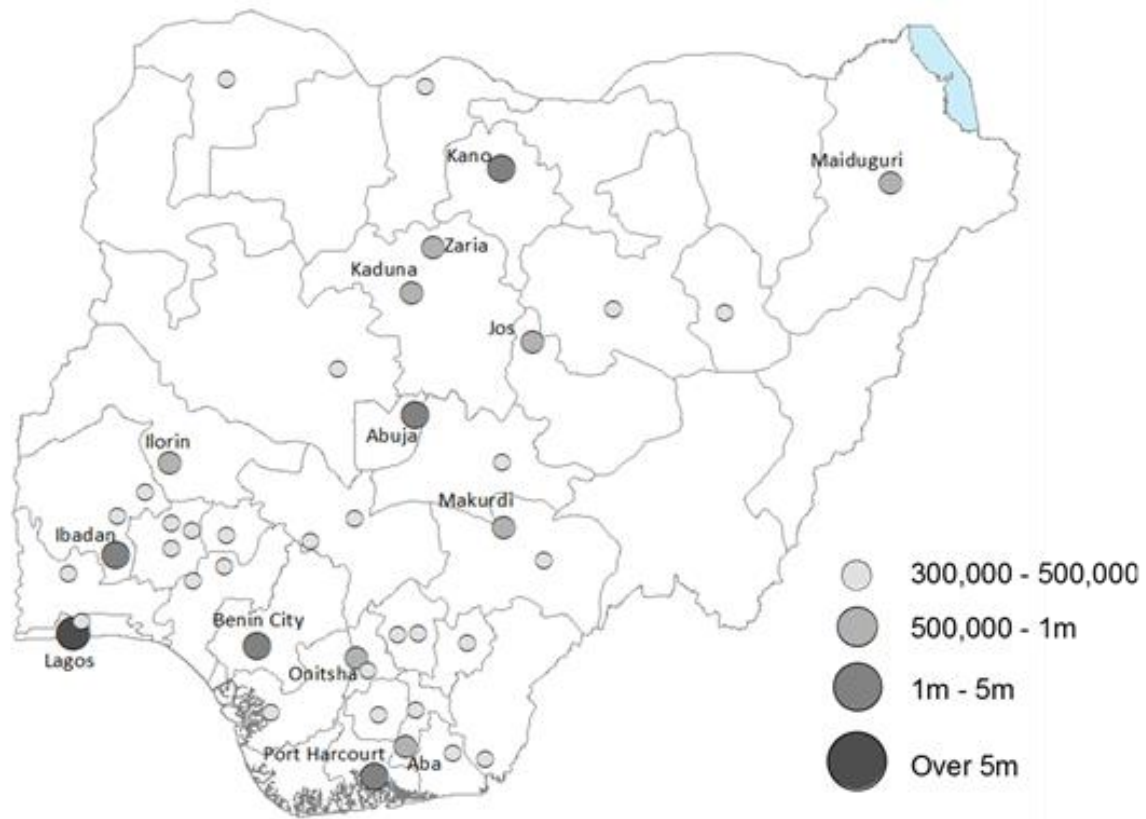 Kano
Maiduguri
Zaria
Kaduna
Jos
Abuja
Ilorin
Makurdi
Ibadan
300,000 - 500,000
500,000 - 1m
Benin City
Lagos
Onitsha
1m - 5m
Port Harcourt
Aba
Over 5m